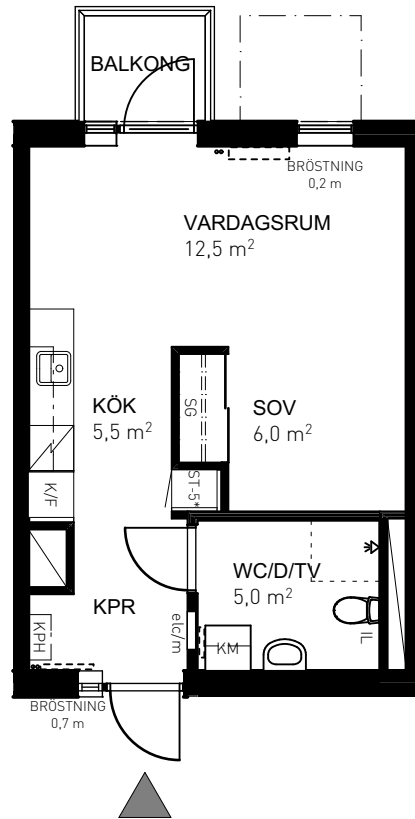 BALKONG
BRÖSTNING
0,2 m
VARDAGSRUM
12,5 m²
KÖK
5,5 m²
SG
SOV
6,0 m²
K/F
ST-5*
WC/D/TV
5,0 m²
KPR
elc/m
KPH
KM
IL
BRÖSTNING
0,7 m